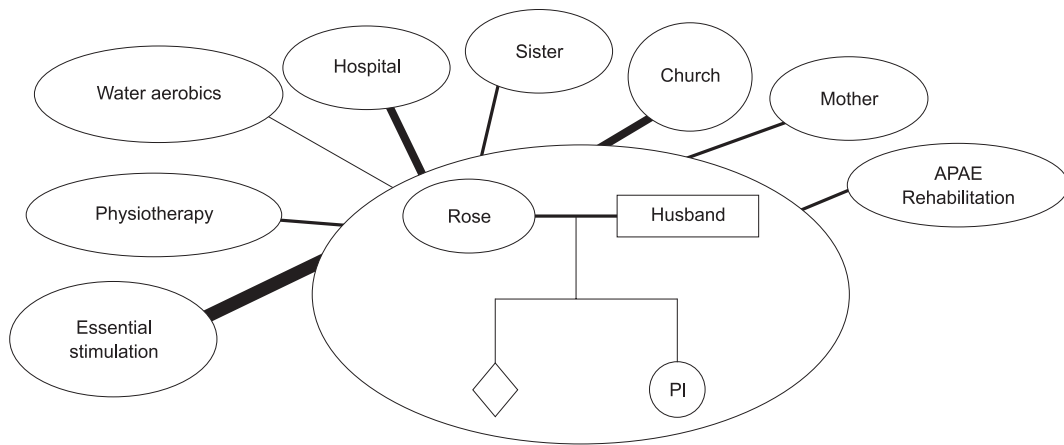 Sister
Hospital
Church
Water aerobics
Mother
APAE
Rehabilitation
Physiotherapy
Rose
Husband
Essential
stimulation
PI